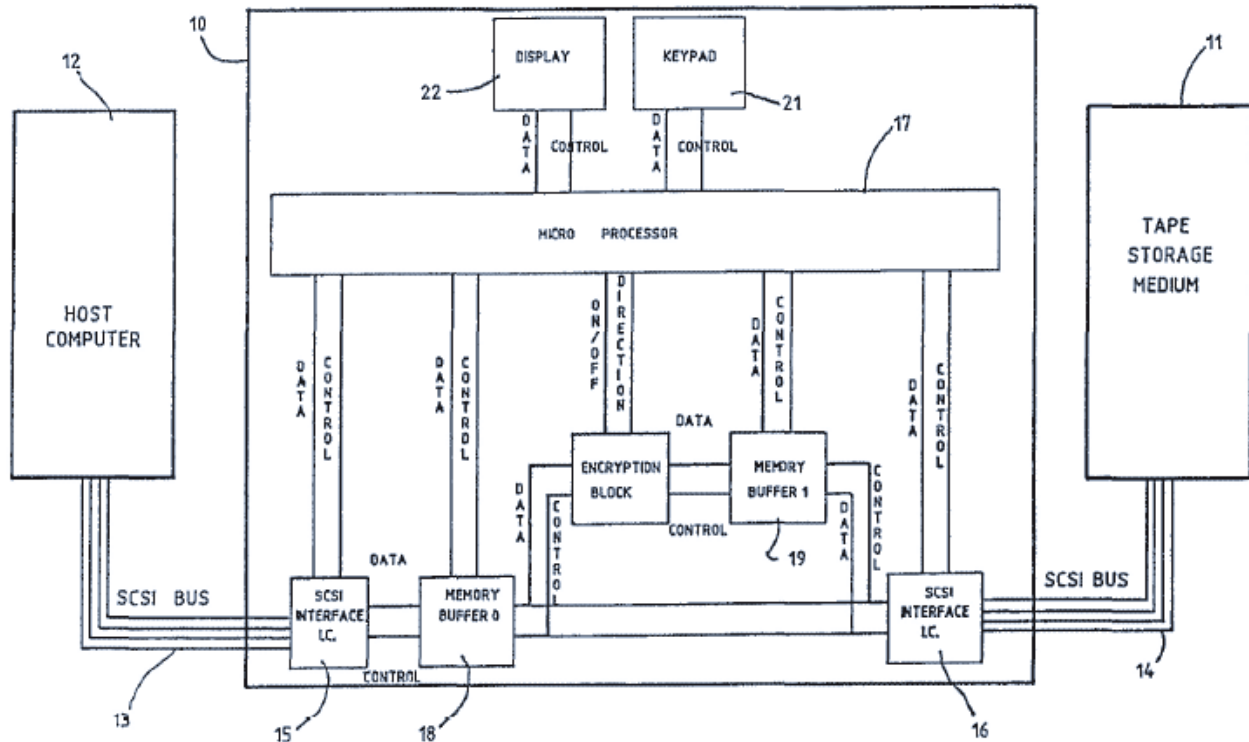 10
12
11
DISPLAY
22
KEYPAD
21
DATA
CONTROL
DATA
CONTROL
17
MICRO PROCESSOR
HOST
COMPUTER
TAPE
STORAGE
MEDIUM
DATA
CONTROL
DATA
CONTROL
ON/OFF
DIRECTION
DATA
CONTROL
DATA
CONTROL
DATA
ENCRYPTION
BLOCK
MEMORY
BUFFER 1
CONTROL
19
DATA
CONTROL
DATA
CONTROL
DATA
SCSI BUS
SCSI
INTERFACE
I.C.
MEMORY
BUFFER 0
SCSI
INTERFACE
I.C.
SCSI BUS
CONTROL
13
15
18
16
14